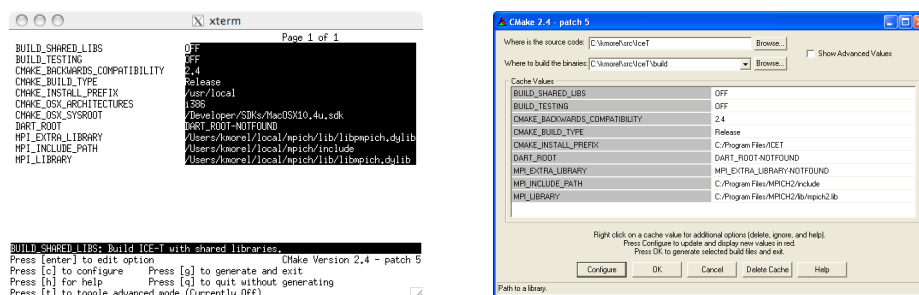 xterm
Page 1 of 1
BUILD_SHARED_LIBS OFF
BUILD_TESTING OFF
CMAKE_BACKWARDS_COMPATIBILITY 2.4
CMAKE_BUILD_TYPE Release
CMAKE_INSTALL_PREFIX /usr/local
CMAKE_OSX_ARCHITECTURES i386
CMAKE_OSX_SYSROOT /Developer/SDKs/MacOSX10.4u.sdk
DART_ROOT DART_ROOT-NOTFOUND
MPI_EXTRA_LIBRARY /Users/kmorel/local/mpich/lib/libpmpich.dylib
MPI_INCLUDE_PATH /Users/kmorel/local/mpich/include
MPI_LIBRARY /Users/kmorel/local/mpich/lib/libmpich.dylib
BUILD_SHARED_LIBS: Build ICE-T with shared libraries.
Press [enter] to edit option CMake Version 2.4 - patch 5
Press [c] to configure Press [g] to generate and exit
Press [h] for help Press [q] to quit without generating
Press [t] to toggle advanced mode (Currently Off)
CMake 2.4 - patch 5
Where is the source code: C:\kmorel\src\IceT Browse...
Show Advanced Values
Where to build the binaries: C:\kmorel\src\IceT\build Browse...
Cache Values
BUILD_SHARED_LIBS OFF
BUILD_TESTING OFF
CMAKE_BACKWARDS_COMPATIBILITY 2.4
CMAKE_BUILD_TYPE Release
CMAKE_INSTALL_PREFIX C:/Program Files/ICET
DART_ROOT DART_ROOT-NOTFOUND
MPI_EXTRA_LIBRARY MPI_EXTRA_LIBRARY-NOTFOUND
MPI_INCLUDE_PATH C:/Program Files/MPICH2/include
MPI_LIBRARY C:/Program Files/MPICH2/lib/mpich2.lib
Right click on a cache value for additional options (delete, ignore, and help).
Press Configure to update and display new values in red.
Press OK to generate selected build files and exit.
Configure OK Cancel Delete Cache Help
Path to a library.